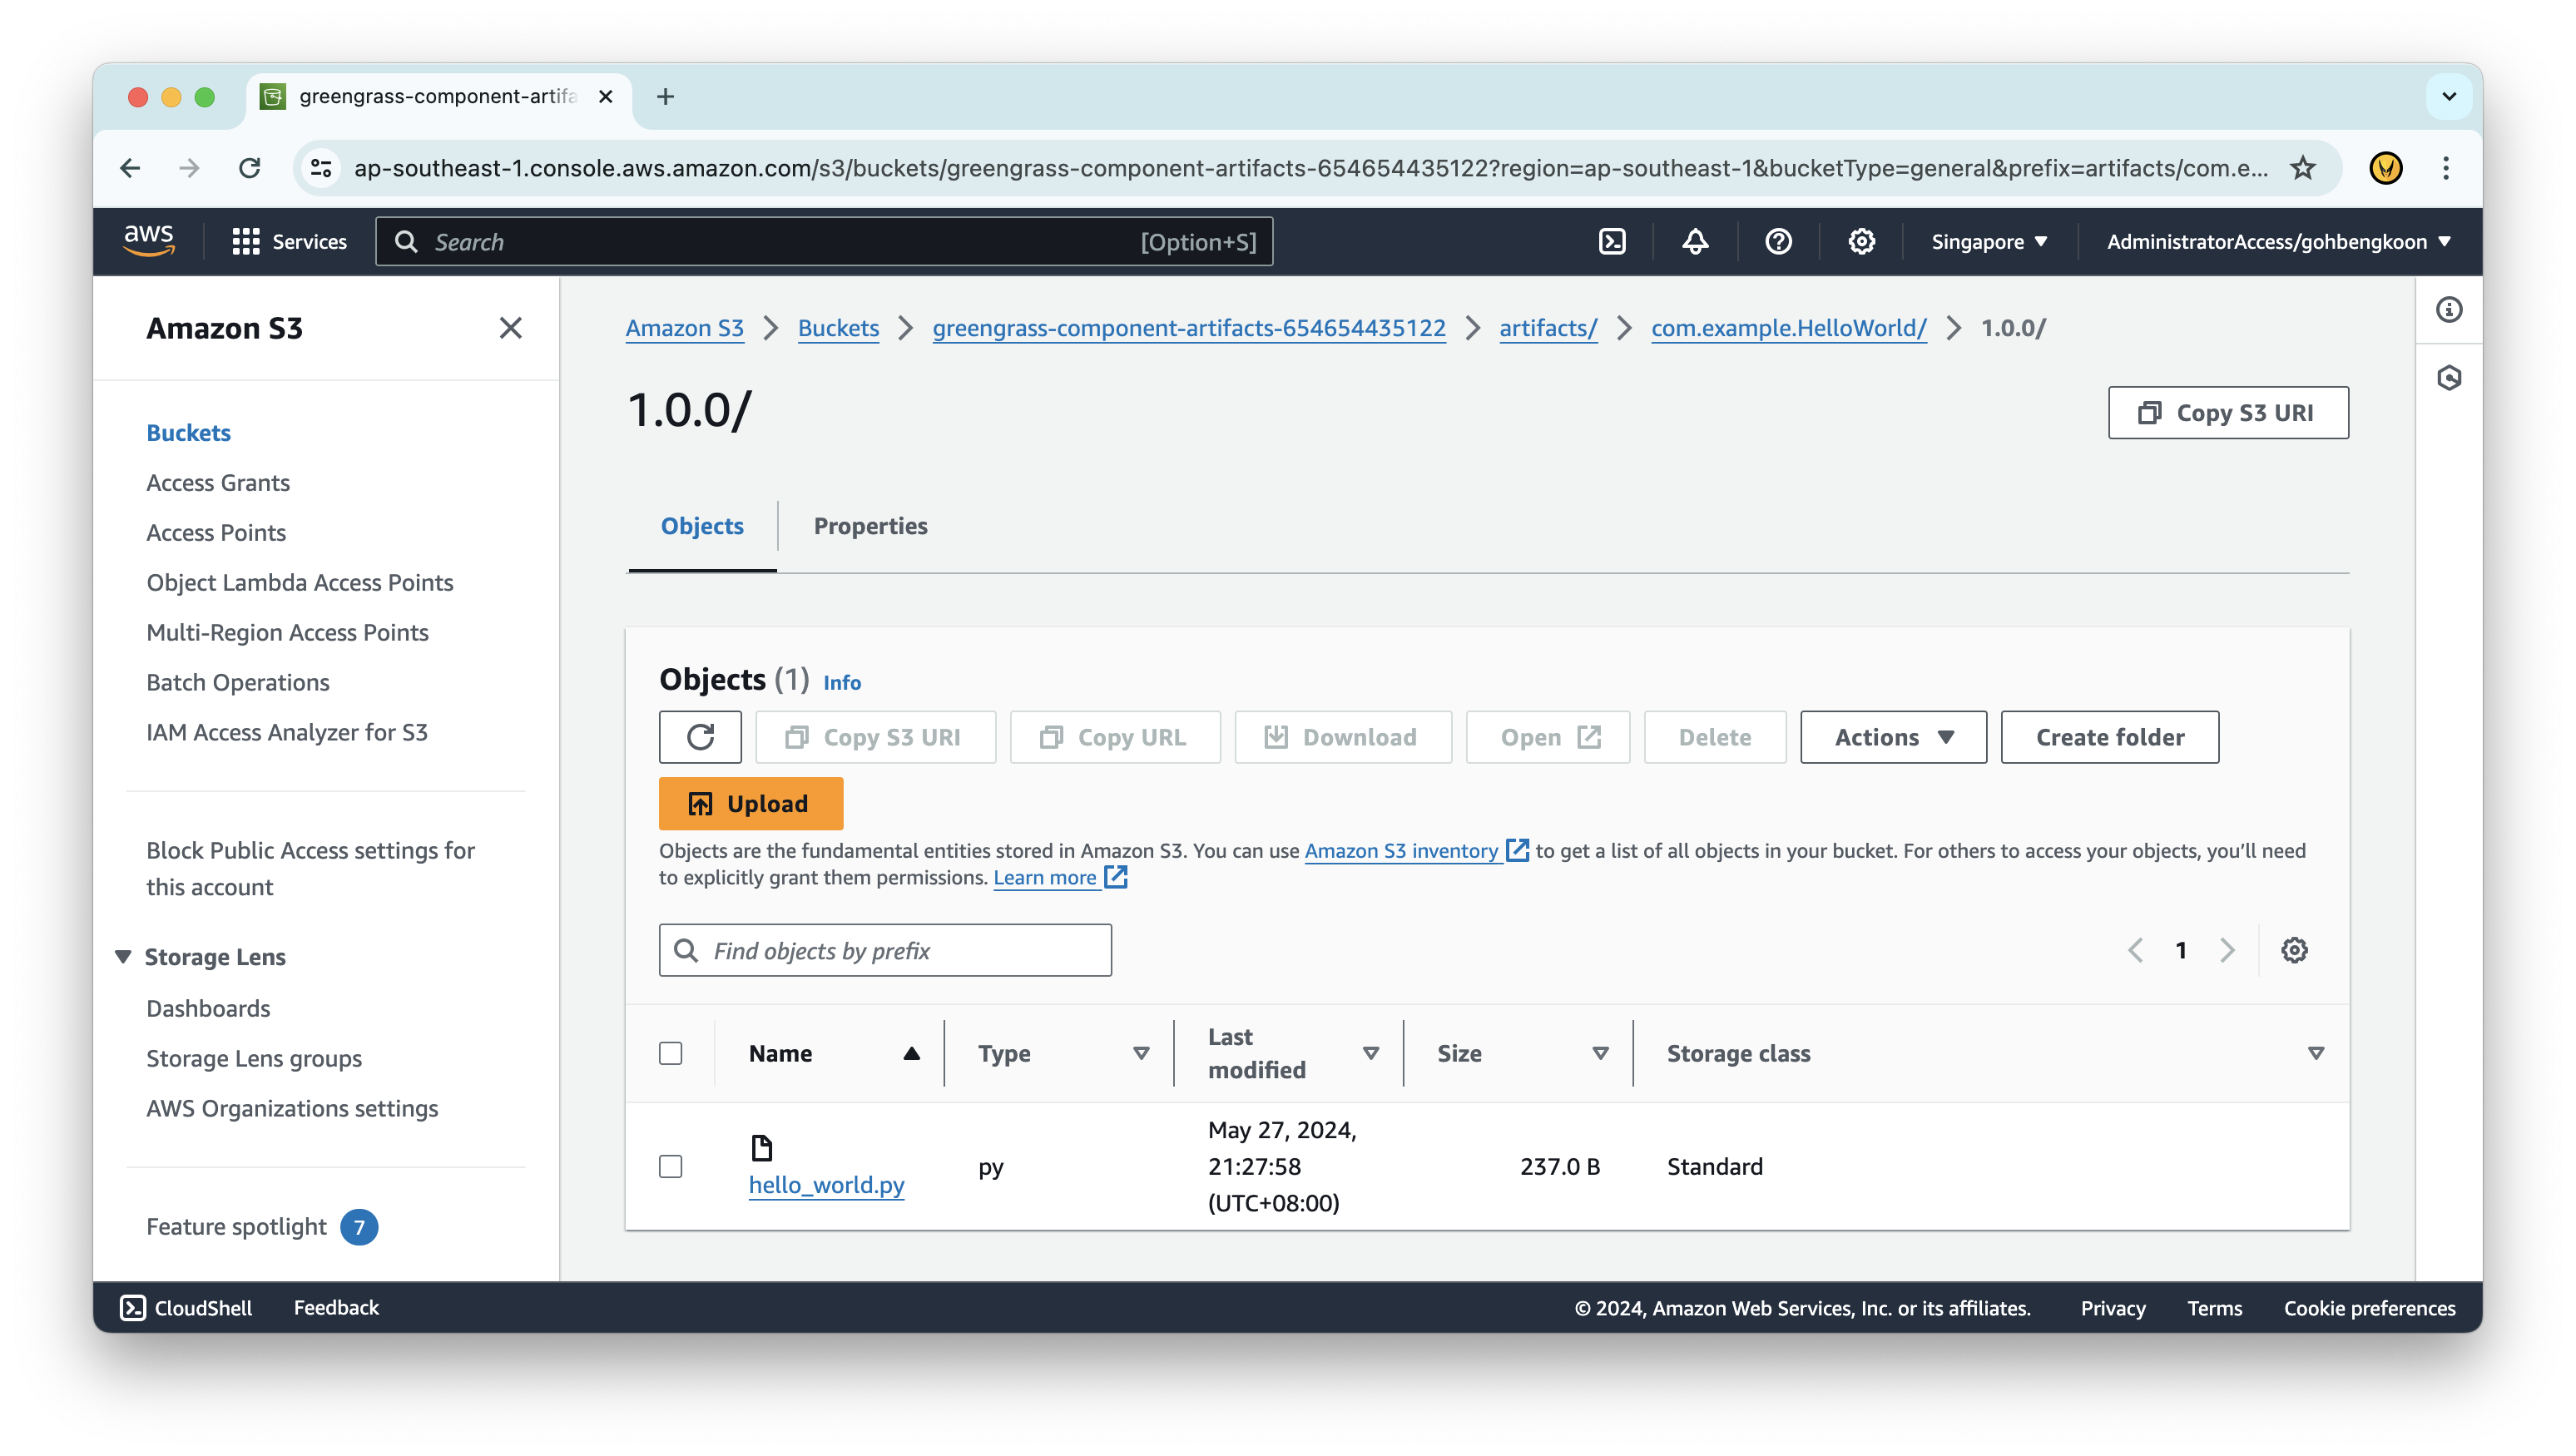 greengrass-component-artifa
ap-southeast-1.console.aws.amazon.com/s3/buckets/greengrass-component-artifacts-654654435122?region=ap-southeast-1&bucketType=general&prefix=artifacts/com.e...
aws
Services
Search
[Option+S]
Singapore
AdministratorAccess/gohbengkoon
Amazon S3
Buckets
Access Grants
Access Points
Object Lambda Access Points
Multi-Region Access Points
Batch Operations
IAM Access Analyzer for S3
Block Public Access settings for
this account
Storage Lens
Dashboards
Storage Lens groups
AWS Organizations settings
Feature spotlight 7
Amazon S3 Buckets greengrass-component-artifacts-654654435122 artifacts/ com.example.HelloWorld/ 1.0.0/
1.0.0/
Copy S3 URI
Objects
Properties
Objects (1) Info
Copy S3 URI
Copy URL
Download
Open
Delete
Actions
Create folder
Upload
Objects are the fundamental entities stored in Amazon S3. You can use Amazon S3 inventory to get a list of all objects in your bucket. For others to access your objects, you'll need
to explicitly grant them permissions. Learn more
Find objects by prefix
1
Name
Type
Last
modified
Size
Storage class
hello_world.py
py
May 27, 2024,
21:27:58
(UTC+08:00)
237.0 B
Standard
CloudShell
Feedback
© 2024, Amazon Web Services, Inc. or its affiliates.
Privacy
Terms
Cookie preferences